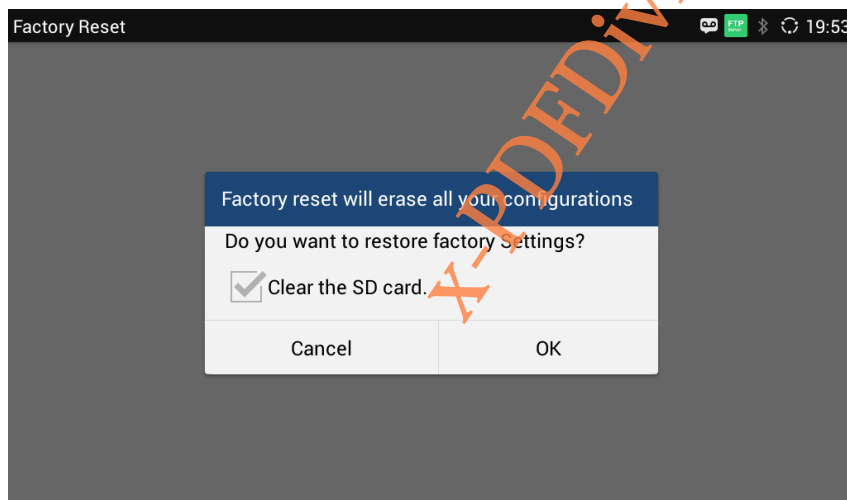 Factory Reset
FTP
19:53
Factory reset will erase all your configurations
Do you want to restore factory Settings?
Clear the SD card.
Cancel
OK
x-PDFDiv